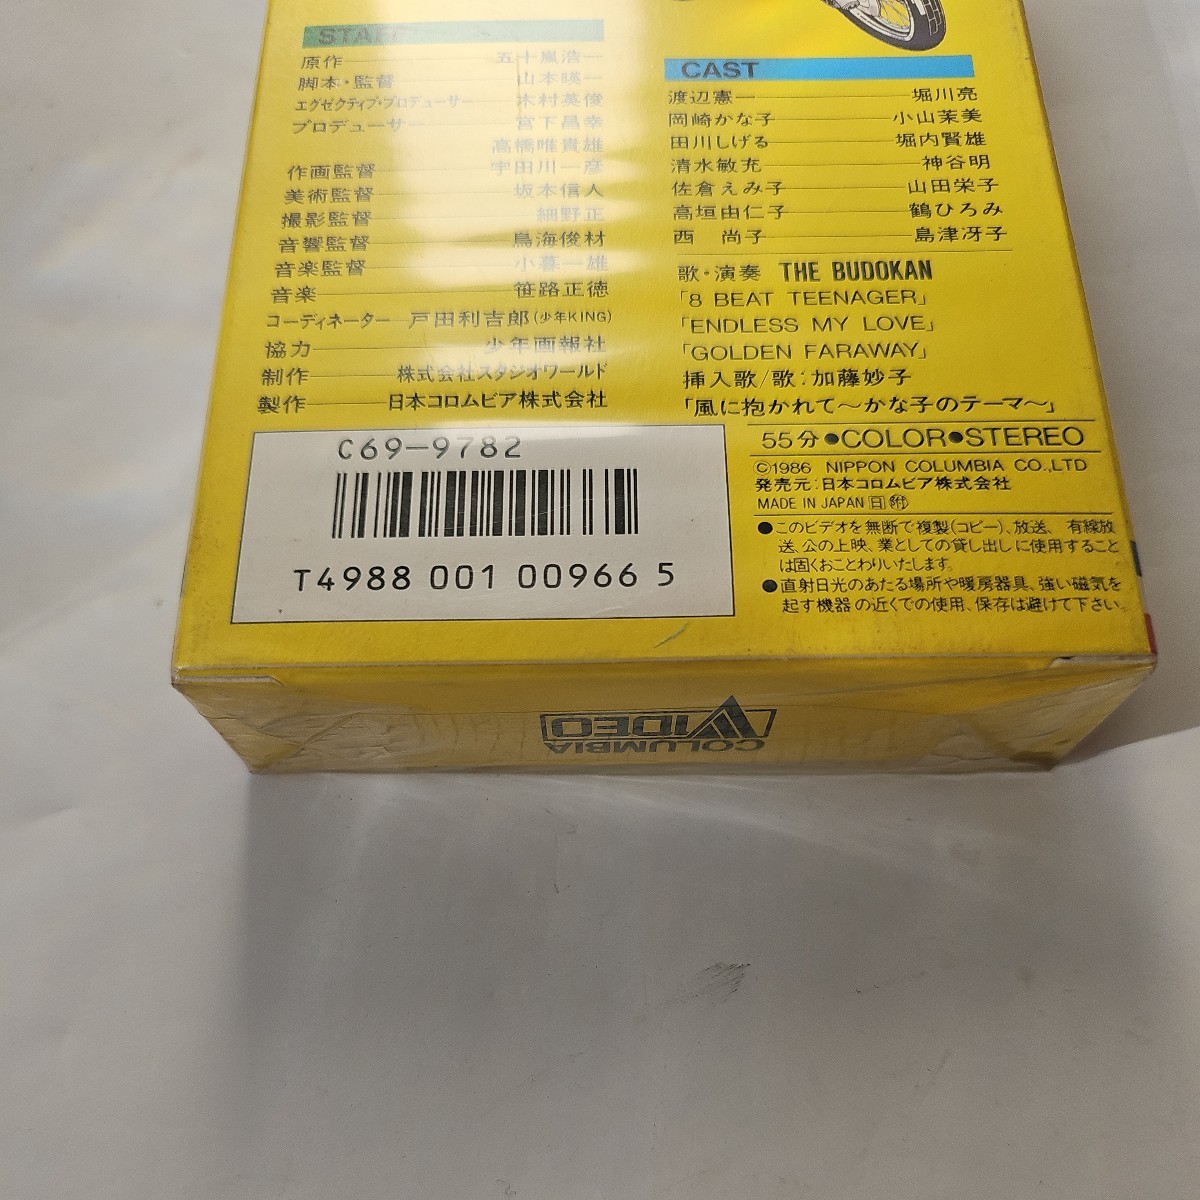 STAFF
原作 五十嵐浩一
脚本・監督 山本暎一
エグゼクティブ・プロデューサー 木村英俊
プロデューサー 宮下昌幸
高橋唯貴雄
作画監督 宇田川一彦
美術監督 坂本信人
撮影監督 細野正
音響監督 鳥海俊材
音楽監督 小暮一雄
音楽 笹路正徳
コーディネーター 戸田利吉郎(少年KING)
協力 少年画報社
制作 株式会社スタジオワールド
製作 日本コロムビア株式会社
CAST
渡辺憲一 堀川亮
岡崎かな子 小山茉美
田川しげる 堀内賢雄
清水敏充 神谷明
佐倉えみ子 山田栄子
高垣由仁子 鶴ひろみ
西 尚子 島津冴子
歌・演奏 THE BUDOKAN
「8 BEAT TEENAGER」
「ENDLESS MY LOVE」
「GOLDEN FARAWAY」
挿入歌/歌:加藤妙子
「風に抱かれて〜かな子のテーマ〜」
55分●COLOR●STEREO
©1986 NIPPON COLUMBIA CO.,LTD
発売元:日本コロムビア株式会社
MADE IN JAPAN 日 附
●このビデオを無断で複製(コピー)、放送、有線放
送、公の上映、業としての貸し出しに使用すること
は固くおことわりいたします。
●直射日光のあたる場所や暖房器具、強い磁気を
起す機器の近くでの使用、保存は避けて下さい。
C69-9782
T4988 001 00966 5
COLUMBIA
VIDEO